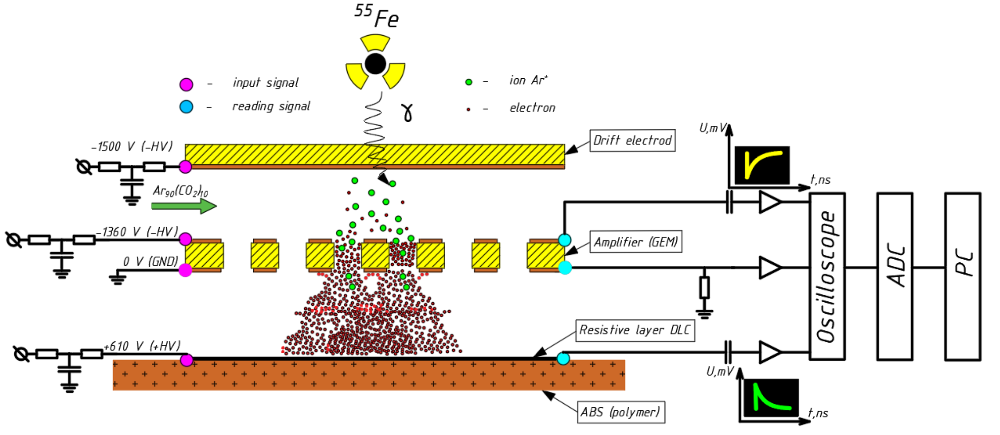 ⁵⁵Fe
- input signal
- reading signal
- ion Ar⁺
- electron
γ
-1500 V (-HV)
Drift electrod
U,mV
t,ns
Ar₉₀(CO₂)₁₀
-1360 V (-HV)
Amplifier (GEM)
0 V (GND)
Oscilloscope
ADC
PC
Resistive layer DLC
+610 V (+HV)
U,mV
t,ns
ABS (polymer)